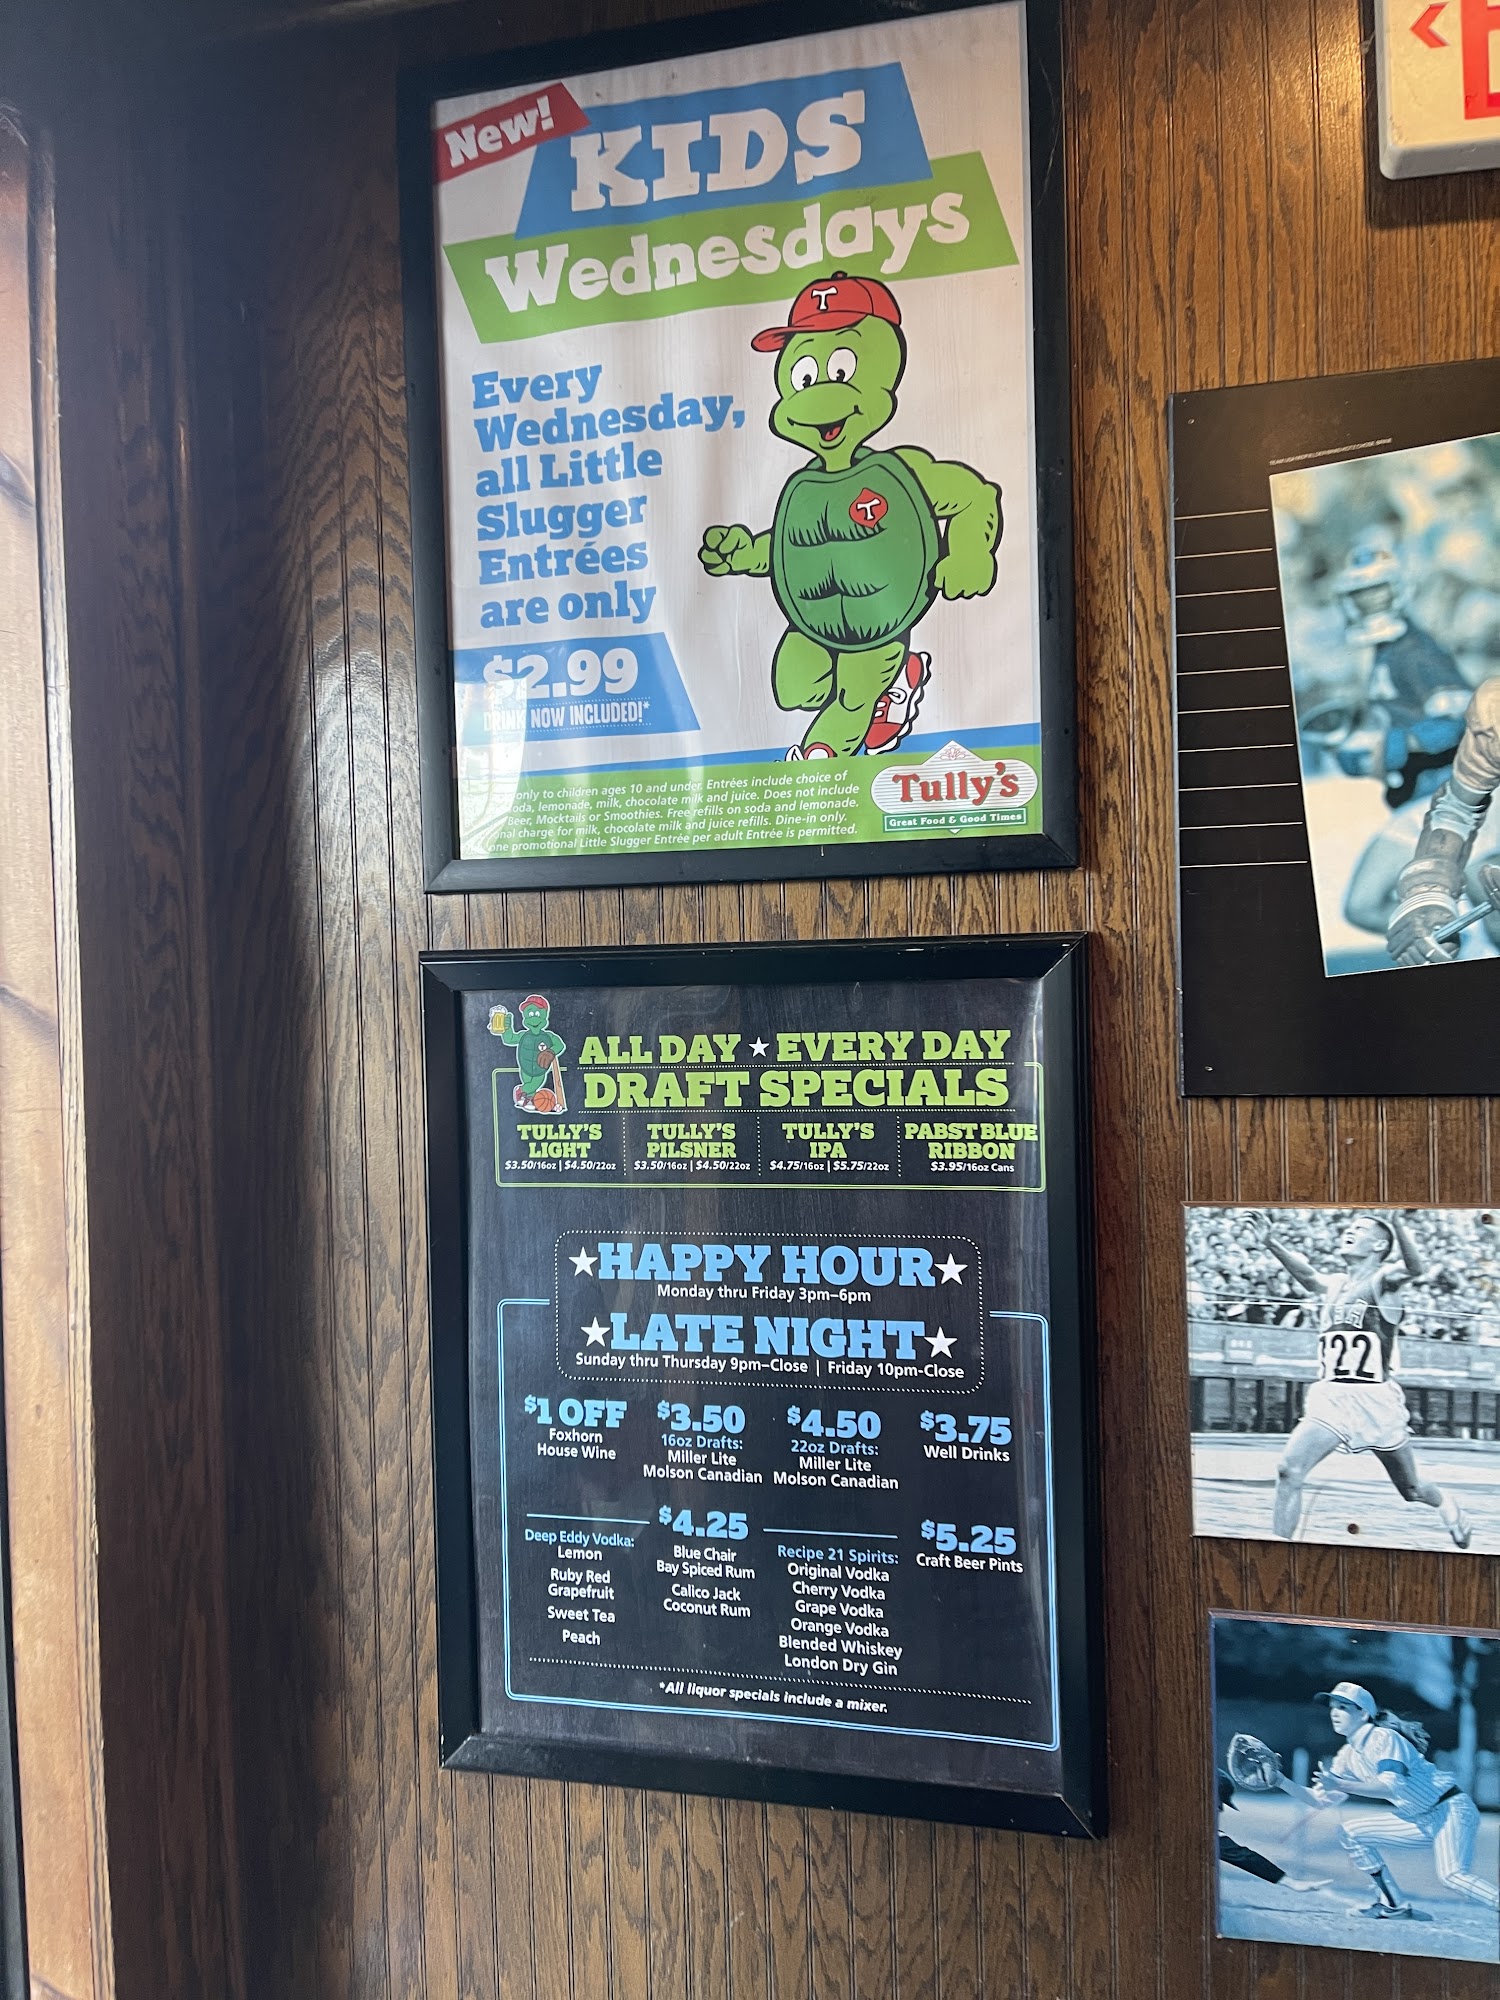 New!
KIDS
Wednesdays
T
Every
Wednesday,
all Little
Slugger
Entrées
are only
T
$2.99
DRINK NOW INCLUDED!*
only to children ages 10 and under. Entrées include choice of
soda, lemonade, milk, chocolate milk and juice. Does not include
Beer, Mocktails or Smoothies. Free refills on soda and lemonade.
charge for milk, chocolate milk and juice refills. Dine-in only.
one promotional Little Slugger Entrée per adult Entrée is permitted.
Tully's
Great Food & Good Times
ALL DAY ★ EVERY DAY
DRAFT SPECIALS
TULLY'S
LIGHT
$3.50/16oz | $4.50/22oz
TULLY'S
PILSNER
$3.50/16oz | $4.50/22oz
TULLY'S
IPA
$4.75/16oz | $5.75/22oz
PABST BLUE
RIBBON
$3.95/16oz Cans
★HAPPY HOUR★
Monday thru Friday 3pm–6pm
★LATE NIGHT★
Sunday thru Thursday 9pm–Close | Friday 10pm-Close
$1 OFF
Foxhorn
House Wine
$3.50
16oz Drafts:
Miller Lite
Molson Canadian
$4.50
22oz Drafts:
Miller Lite
Molson Canadian
$3.75
Well Drinks
$4.25
Deep Eddy Vodka:
Lemon
Ruby Red
Grapefruit
Sweet Tea
Peach
Blue Chair
Bay Spiced Rum
Calico Jack
Coconut Rum
Recipe 21 Spirits:
Original Vodka
Cherry Vodka
Grape Vodka
Orange Vodka
Blended Whiskey
London Dry Gin
$5.25
Craft Beer Pints
*All liquor specials include a mixer.